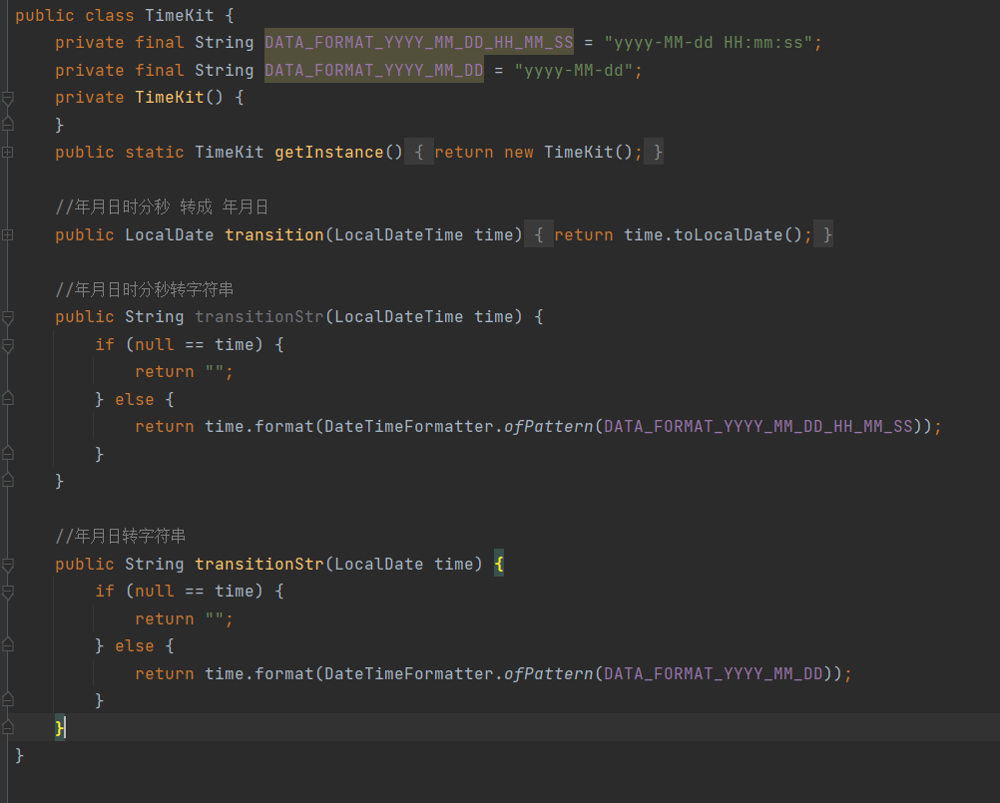 public class TimeKit {
    private final String DATA_FORMAT_YYYY_MM_DD_HH_MM_SS = "yyyy-MM-dd HH:mm:ss";
    private final String DATA_FORMAT_YYYY_MM_DD = "yyyy-MM-dd";
    private TimeKit() {
    }
    public static TimeKit getInstance() { return new TimeKit(); }
    //年月日时分秒 转成 年月日
    public LocalDate transition(LocalDateTime time) { return time.toLocalDate(); }
    //年月日时分秒转字符串
    public String transitionStr(LocalDateTime time) {
        if (null == time) {
            return "";
        } else {
            return time.format(DateTimeFormatter.ofPattern(DATA_FORMAT_YYYY_MM_DD_HH_MM_SS));
        }
    }
    //年月日转字符串
    public String transitionStr(LocalDate time) {
        if (null == time) {
            return "";
        } else {
            return time.format(DateTimeFormatter.ofPattern(DATA_FORMAT_YYYY_MM_DD));
        }
    }
}